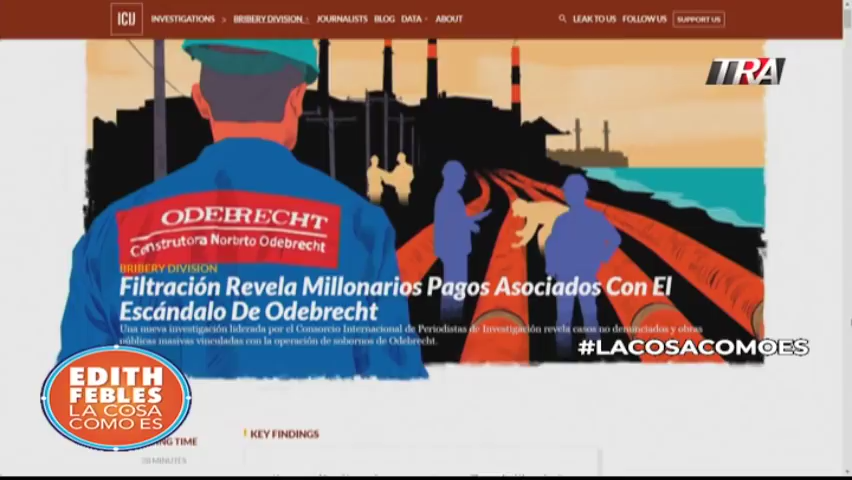 ICIJ
INVESTIGATIONS > BRIBERY DIVISION JOURNALISTS BLOG DATA ABOUT LEAK TO US FOLLOW US SUPPORT US
TRA
ODEBRECHT
Construtora Norberto Odebrecht
BRIBERY DIVISION
Filtración Revela Millonarios Pagos Asociados Con El
Escándalo De Odebrecht
Una nueva investigación liderada por el Consorcio Internacional de Periodistas de Investigación revela casos no denunciados y obras
públicas masivas vinculadas con la operación de sobornos de Odebrecht.
#LACOSACOMOES
EDITH
FEBLES
LA COSA
COMO ES
TIME
KEY FINDINGS
28 MINUTES